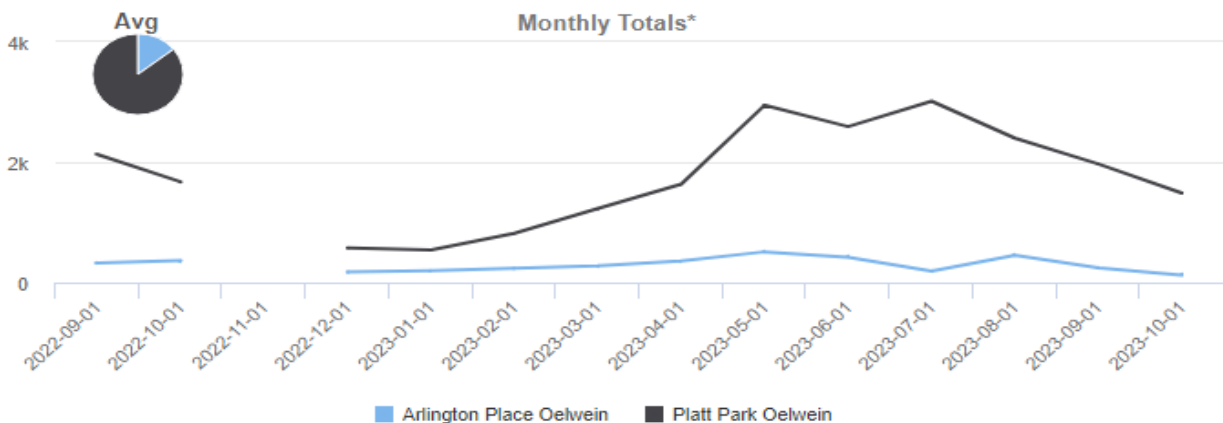 Avg
Monthly Totals*
4k
2k
0
2022-09-01
2022-10-01
2022-11-01
2022-12-01
2023-01-01
2023-02-01
2023-03-01
2023-04-01
2023-05-01
2023-06-01
2023-07-01
2023-08-01
2023-09-01
2023-10-01
Arlington Place Oelwein
Platt Park Oelwein